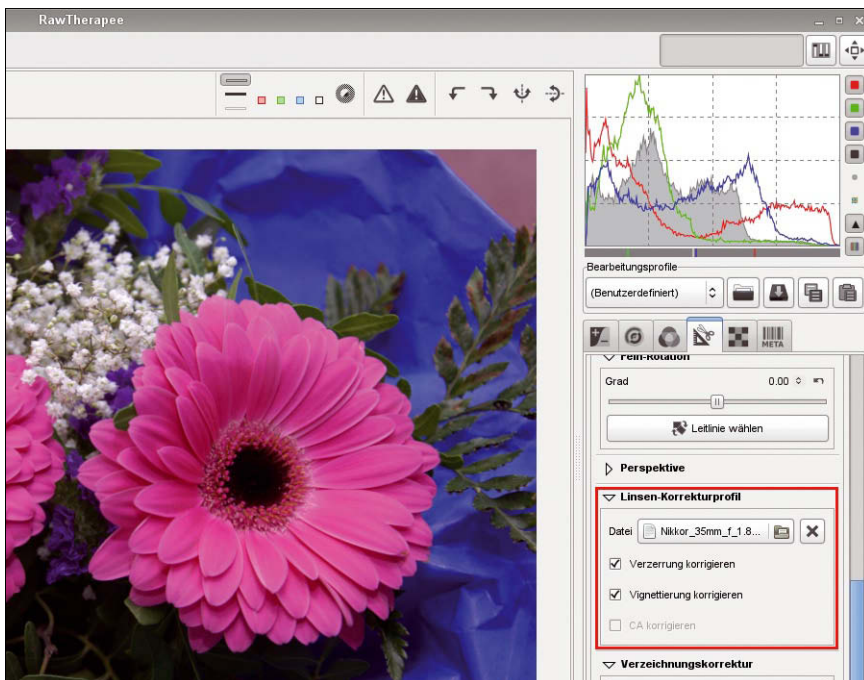 RawTherapee
Bearbeitungsprofile
(Benutzerdefiniert)
META
Fein-Rotation
Grad 0.00
Leitlinie wählen
Perspektive
Linsen-Korrekturprofil
Datei Nikkor_35mm_f_1.8...
Verzerrung korrigieren
Vignettierung korrigieren
CA korrigieren
Verzeichnungskorrektur